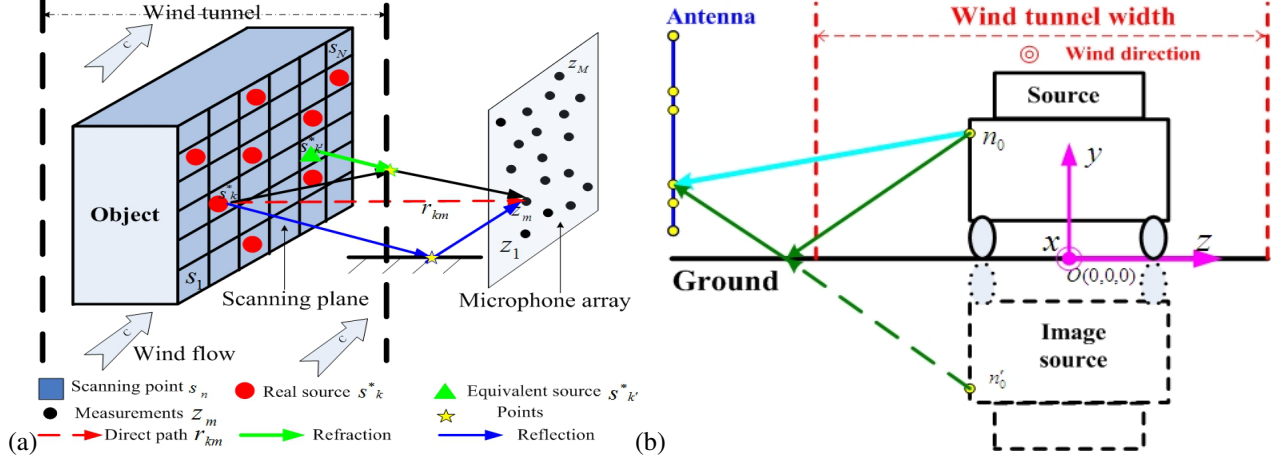 Wind tunnel
c
s_N
z_M
s*_k'
s*_k
Object
r_km
z_m
z_1
s_1
Scanning plane
Microphone array
c
c
Wind flow
Scanning point s_n
Real source s*_k
Equivalent source s*_k'
Measurements z_m
Points
(a)
Direct path r_km
Refraction
Reflection
Antenna
Wind tunnel width
Wind direction
Source
n_0
y
x
z
Ground
O(0,0,0)
Image
source
n'_0
(b)